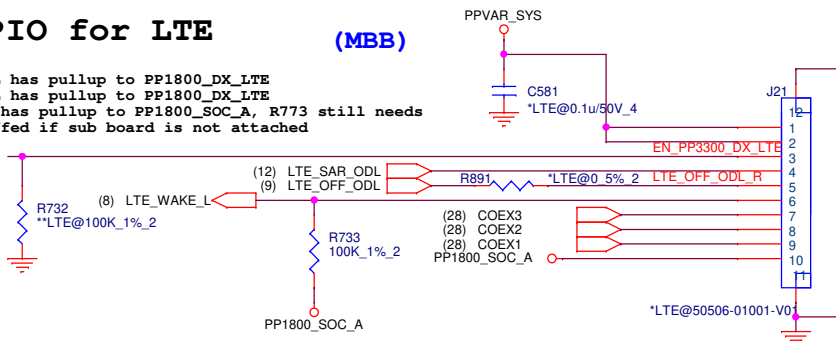 PIO for LTE
(MBB)
has pullup to PP1800_DX_LTE
has pullup to PP1800_DX_LTE
has pullup to PP1800_SOC_A, R773 still needs
fed if sub board is not attached
PPVAR_SYS
C581
*LTE@0.1u/50V_4
J21
12
1
2
EN_PP3300_DX_LTE
3
(12) LTE_SAR_ODL
4
(9) LTE_OFF_ODL
R891
*LTE@0_5%_2
LTE_OFF_ODL_R
5
(8) LTE_WAKE_L
6
R732
**LTE@100K_1%_2
(28) COEX3
7
(28) COEX2
8
(28) COEX1
9
PP1800_SOC_A
10
11
R733
100K_1%_2
PP1800_SOC_A
*LTE@50506-01001-V01